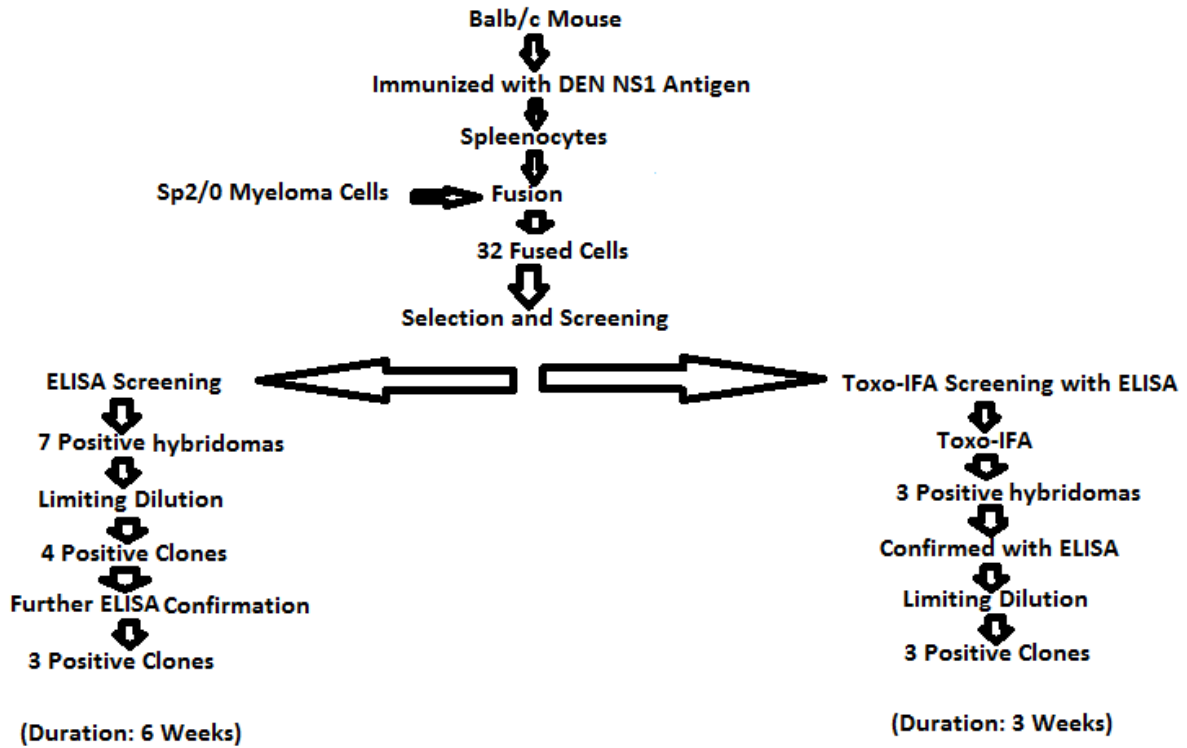 Balb/c Mouse
Immunized with DEN NS1 Antigen
Spleenocytes
Sp2/0 Myeloma Cells
Fusion
32 Fused Cells
Selection and Screening
ELISA Screening
7 Positive hybridomas
Limiting Dilution
4 Positive Clones
Further ELISA Confirmation
3 Positive Clones
(Duration: 6 Weeks)
Toxo-IFA Screening with ELISA
Toxo-IFA
3 Positive hybridomas
Confirmed with ELISA
Limiting Dilution
3 Positive Clones
(Duration: 3 Weeks)